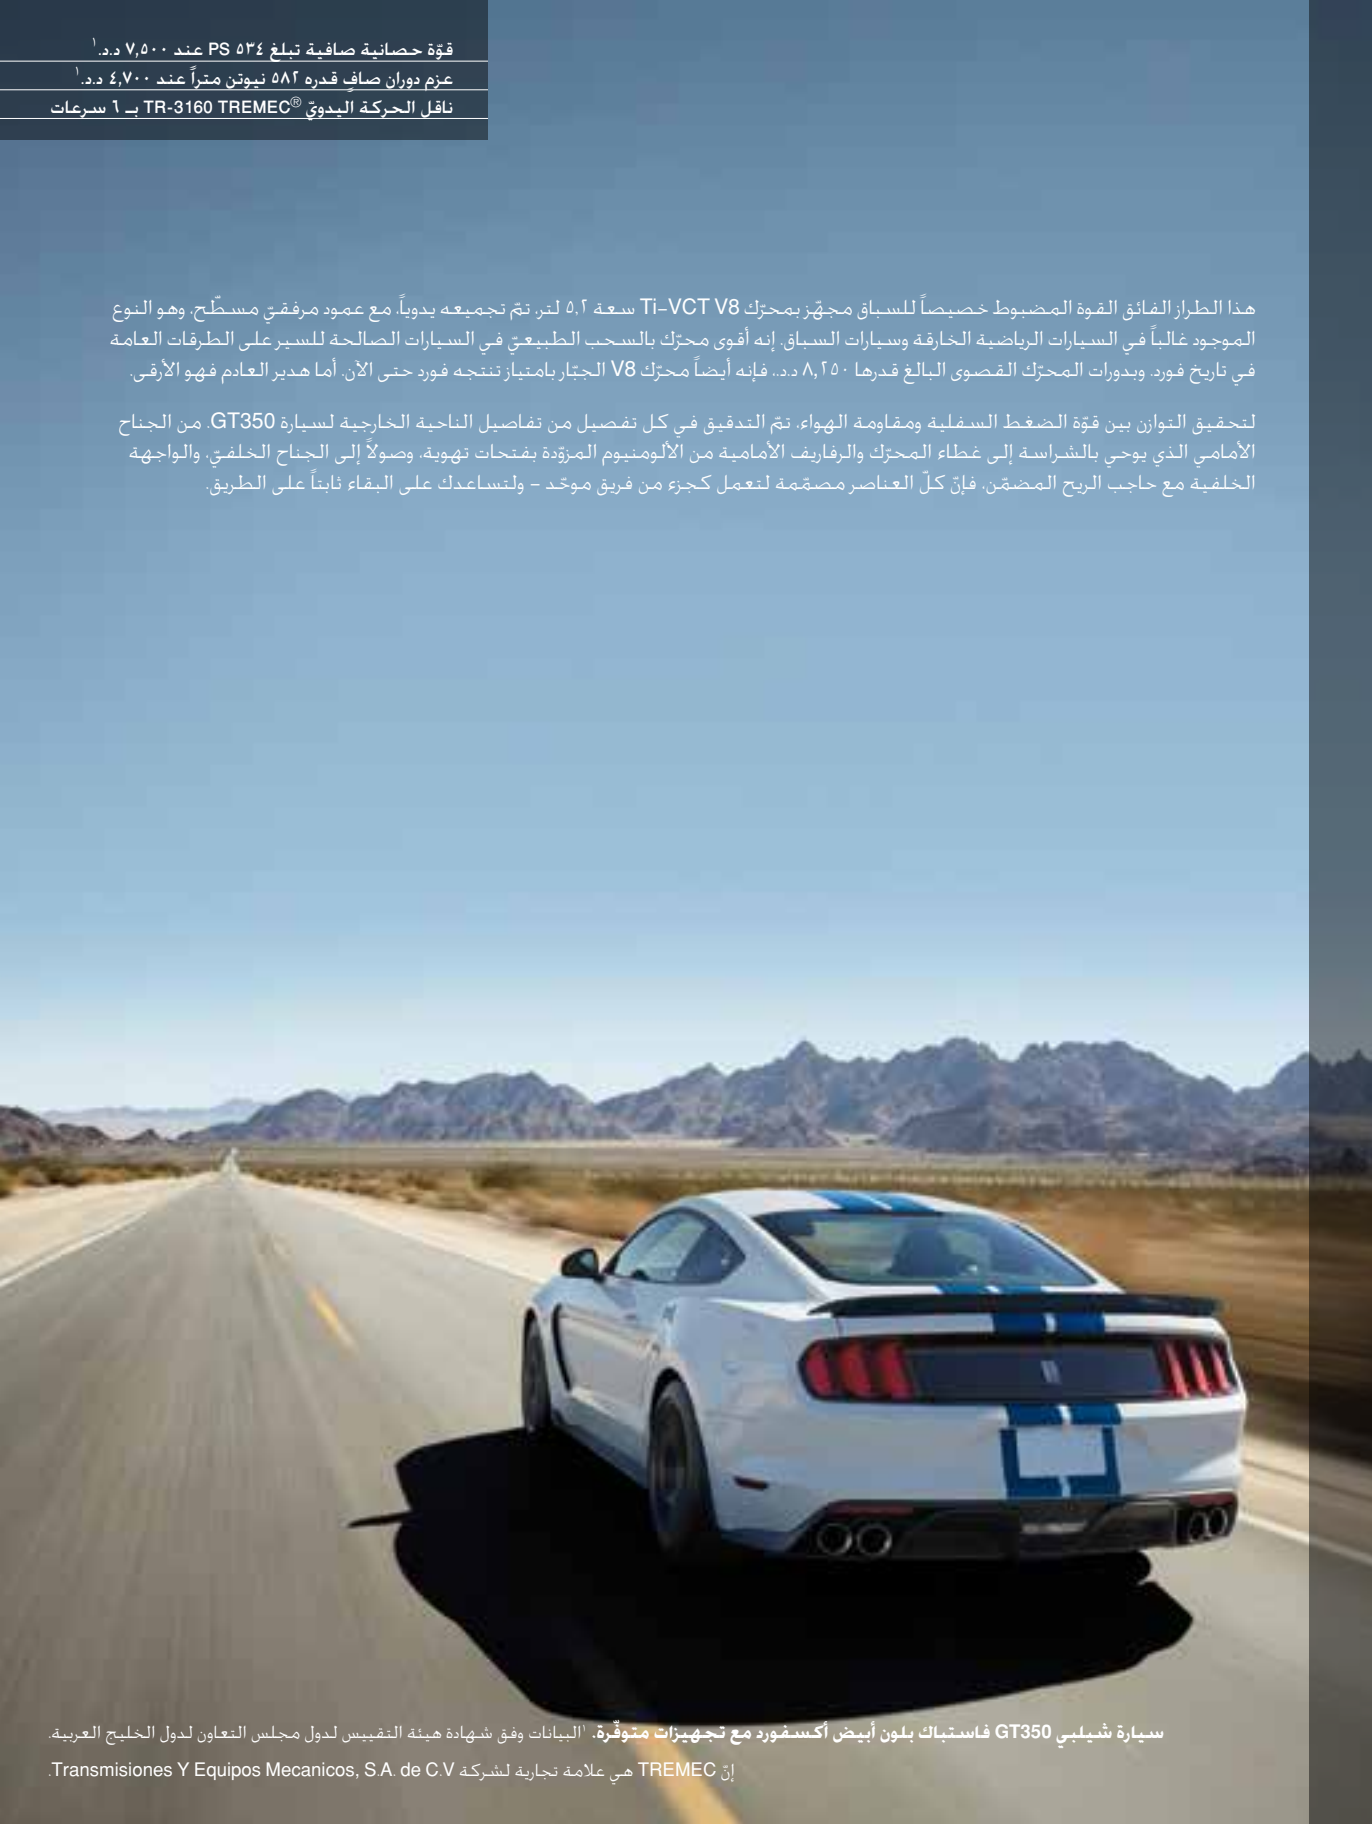 قوّة حصانية صافية تبلغ ٥٣٤ PS عند ٧,٥٠٠ د.د.١
عزم دوران صافٍ قدره ٥٨٢ نيوتن متراً عند ٤,٧٠٠ د.د.١
ناقل الحركة اليدويّ TR-3160 TREMEC® بـ ٦ سرعات
هذا الطراز الفائق القوة المضبوط خصيصاً للسباق مجهّز بمحرّك Ti-VCT V8 سعة ٥,٢ لتر، تمّ تجميعه يدوياً، مع عمود مرفقيّ مسطّح، وهو النوع
الموجود غالباً في السيارات الرياضية الخارقة وسيارات السباق. إنه أقوى محرّك بالسحب الطبيعيّ في السيارات الصالحة للسير على الطرقات العامة
في تاريخ فورد. وبدورات المحرّك القصوى البالغ قدرها ٨,٢٥٠ د.د.، فإنه أيضاً محرّك V8 الجبّار بامتياز تنتجه فورد حتى الآن. أما هدير العادم فهو الأرقى.
لتحقيق التوازن بين قوّة الضغط السفلية ومقاومة الهواء، تمّ التدقيق في كل تفصيل من تفاصيل الناحية الخارجية لسيارة GT350. من الجناح
الأمامي الذي يوحي بالشراسة إلى غطاء المحرّك والرفاريف الأمامية من الألومنيوم المزوّدة بفتحات تهوية، وصولاً إلى الجناح الخلفيّ، والواجهة
الخلفية مع حاجب الريح المضمّن، فإنّ كلّ العناصر مصمّمة لتعمل كجزء من فريق موحّد – ولتساعدك على البقاء ثابتاً على الطريق.
سيارة شيلبي GT350 فاستباك بلون أبيض أكسفورد مع تجهيزات متوفّرة. ١البيانات وفق شهادة هيئة التقييس لدول مجلس التعاون لدول الخليج العربية.
إنّ TREMEC هي علامة تجارية لشركة Transmisiones Y Equipos Mecanicos, S.A. de C.V.